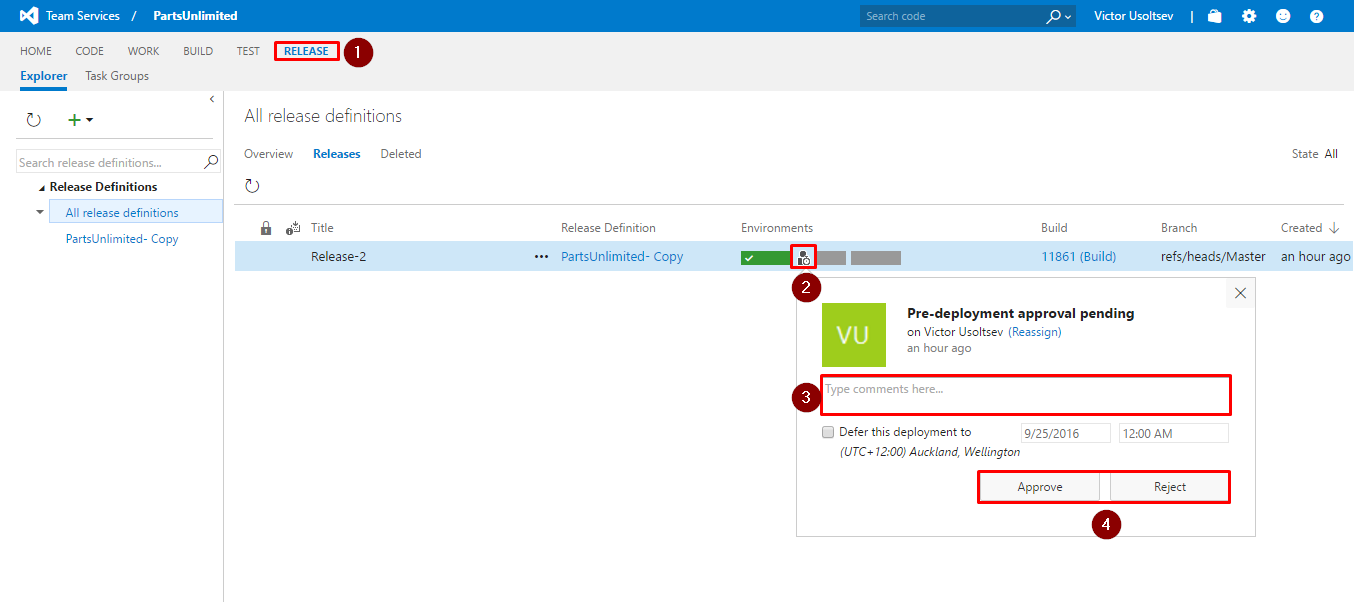 Team Services / PartsUnlimited
Search code
Victor Usoltsev |
HOME CODE WORK BUILD TEST RELEASE 1
Explorer Task Groups
All release definitions
Overview Releases Deleted
State All
Search release definitions...
Release Definitions
All release definitions
PartsUnlimited- Copy
Title Release Definition Environments Build Branch Created
Release-2 ... PartsUnlimited- Copy 11861 (Build) refs/heads/Master an hour ago
2
VU
Pre-deployment approval pending
on Victor Usoltsev (Reassign)
an hour ago
3 Type comments here...
Defer this deployment to 9/25/2016 12:00 AM
(UTC+12:00) Auckland, Wellington
Approve Reject
4